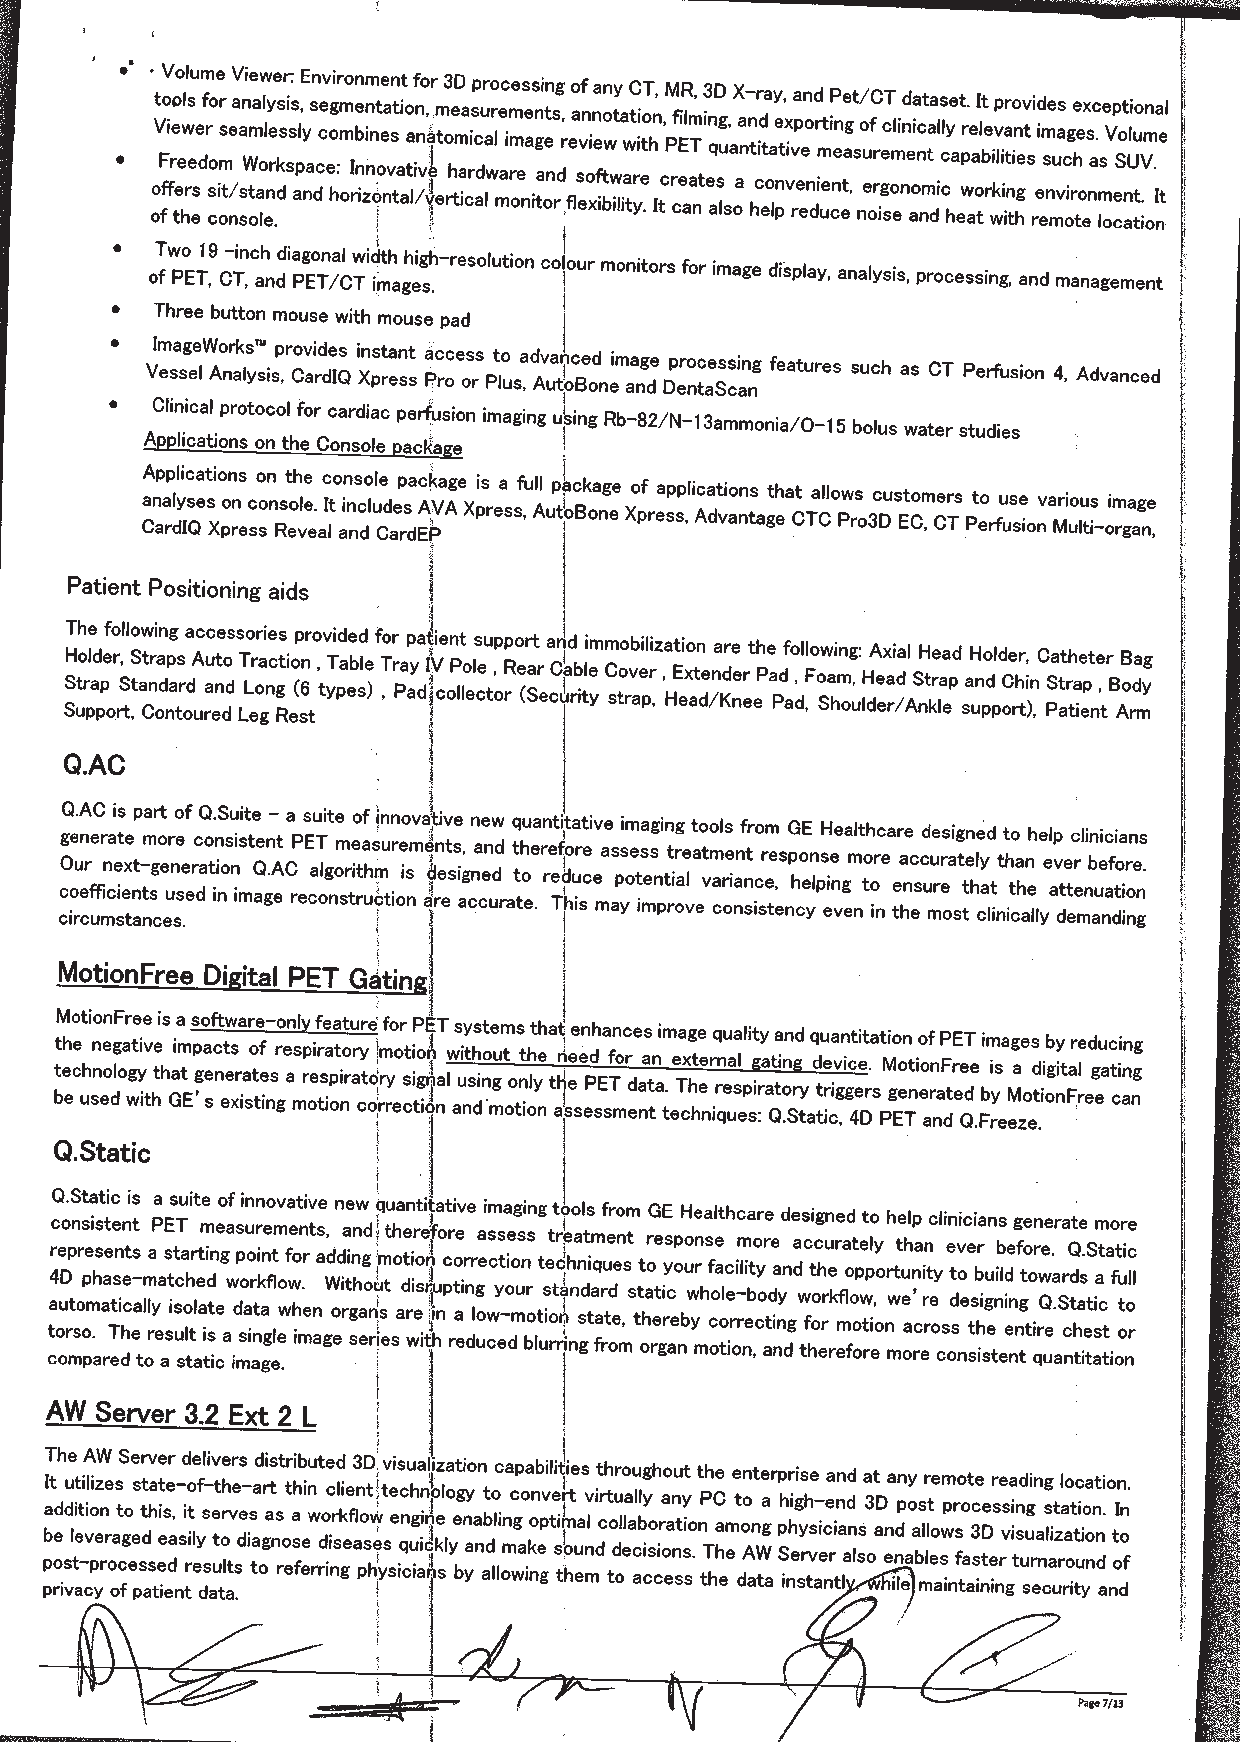 • · Volume Viewer: Environment for 3D processing of any CT, MR, 3D X-ray, and Pet/CT dataset. It provides exceptional
tools for analysis, segmentation, measurements, annotation, filming, and exporting of clinically relevant images. Volume
Viewer seamlessly combines anatomical image review with PET quantitative measurement capabilities such as SUV.
• Freedom Workspace: Innovative hardware and software creates a convenient, ergonomic working environment. It
offers sit/stand and horizontal/vertical monitor flexibility. It can also help reduce noise and heat with remote location
of the console.
• Two 19 -inch diagonal width high-resolution colour monitors for image display, analysis, processing, and management
of PET, CT, and PET/CT images.
• Three button mouse with mouse pad
• ImageWorks™ provides instant access to advanced image processing features such as CT Perfusion 4, Advanced
Vessel Analysis, CardIQ Xpress Pro or Plus, AutoBone and DentaScan
• Clinical protocol for cardiac perfusion imaging using Rb-82/N-13ammonia/O-15 bolus water studies
Applications on the Console package
Applications on the console package is a full package of applications that allows customers to use various image
analyses on console. It includes AVA Xpress, AutoBone Xpress, Advantage CTC Pro3D EC, CT Perfusion Multi-organ,
CardIQ Xpress Reveal and CardEP
Patient Positioning aids
The following accessories provided for patient support and immobilization are the following: Axial Head Holder, Catheter Bag
Holder, Straps Auto Traction , Table Tray IV Pole , Rear Cable Cover , Extender Pad , Foam, Head Strap and Chin Strap , Body
Strap Standard and Long (6 types) , Pad collector (Security strap, Head/Knee Pad, Shoulder/Ankle support), Patient Arm
Support, Contoured Leg Rest
Q.AC
Q.AC is part of Q.Suite - a suite of innovative new quantitative imaging tools from GE Healthcare designed to help clinicians
generate more consistent PET measurements, and therefore assess treatment response more accurately than ever before.
Our next-generation Q.AC algorithm is designed to reduce potential variance, helping to ensure that the attenuation
coefficients used in image reconstruction are accurate. This may improve consistency even in the most clinically demanding
circumstances.
MotionFree Digital PET Gating
MotionFree is a software-only feature for PET systems that enhances image quality and quantitation of PET images by reducing
the negative impacts of respiratory motion without the need for an external gating device. MotionFree is a digital gating
technology that generates a respiratory signal using only the PET data. The respiratory triggers generated by MotionFree can
be used with GE's existing motion correction and motion assessment techniques: Q.Static, 4D PET and Q.Freeze.
Q.Static
Q.Static is a suite of innovative new quantitative imaging tools from GE Healthcare designed to help clinicians generate more
consistent PET measurements, and therefore assess treatment response more accurately than ever before. Q.Static
represents a starting point for adding motion correction techniques to your facility and the opportunity to build towards a full
4D phase-matched workflow. Without disrupting your standard static whole-body workflow, we're designing Q.Static to
automatically isolate data when organs are in a low-motion state, thereby correcting for motion across the entire chest or
torso. The result is a single image series with reduced blurring from organ motion, and therefore more consistent quantitation
compared to a static image.
AW Server 3.2 Ext 2 L
The AW Server delivers distributed 3D visualization capabilities throughout the enterprise and at any remote reading location.
It utilizes state-of-the-art thin client technology to convert virtually any PC to a high-end 3D post processing station. In
addition to this, it serves as a workflow engine enabling optimal collaboration among physicians and allows 3D visualization to
be leveraged easily to diagnose diseases quickly and make sound decisions. The AW Server also enables faster turnaround of
post-processed results to referring physicians by allowing them to access the data instantly, while maintaining security and
privacy of patient data.
Page 7/13